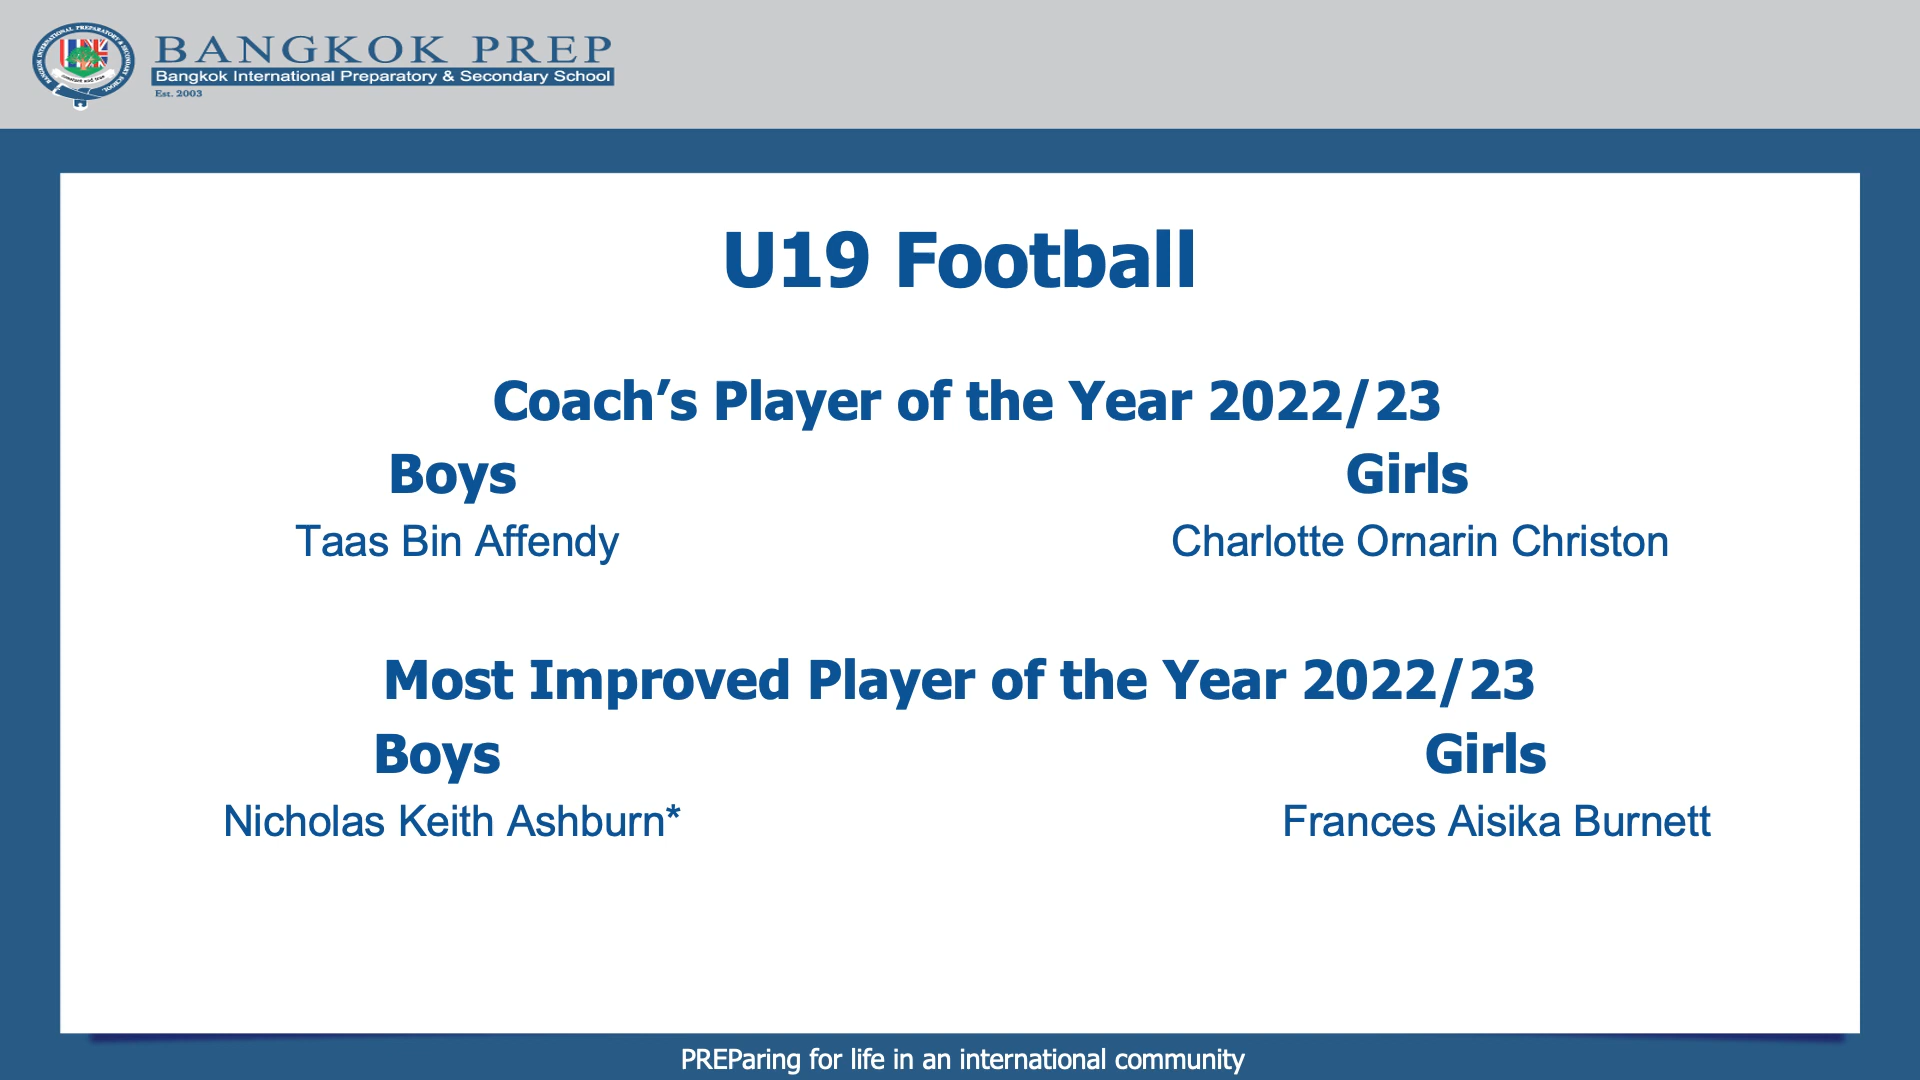 BANGKOK PREP
Bangkok International Preparatory & Secondary School
Est. 2003
U19 Football
Coach’s Player of the Year 2022/23
Boys Girls
Taas Bin Affendy Charlotte Ornarin Christon
Most Improved Player of the Year 2022/23
Boys Girls
Nicholas Keith Ashburn* Frances Aisika Burnett
PREParing for life in an international community